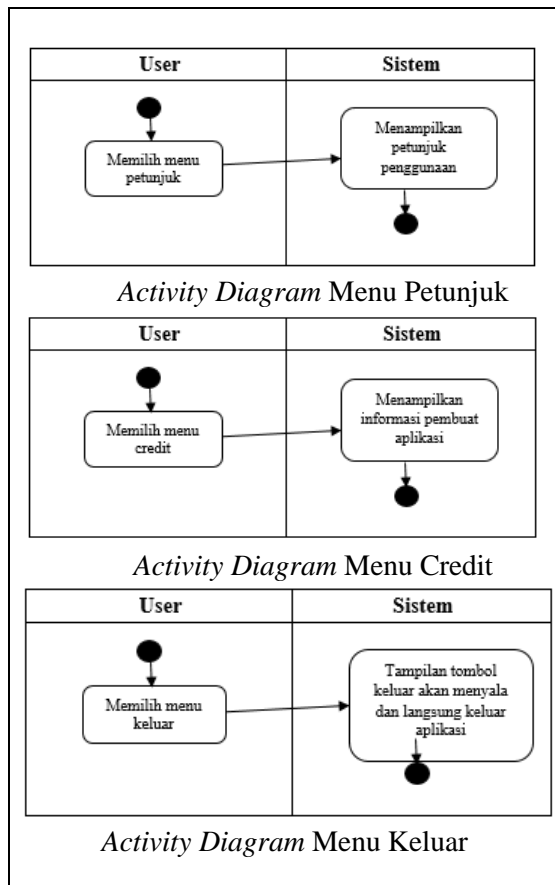 User Sistem
Memilih menu
petunjuk
Menampilkan
petunjuk
penggunaan
Activity Diagram Menu Petunjuk
User Sistem
Memilih menu
credit
Menampilkan
informasi pembuat
aplikasi
Activity Diagram Menu Credit
User Sistem
Memilih menu
keluar
Tampilan tombol
keluar akan menyala
dan langsung keluar
aplikasi
Activity Diagram Menu Keluar